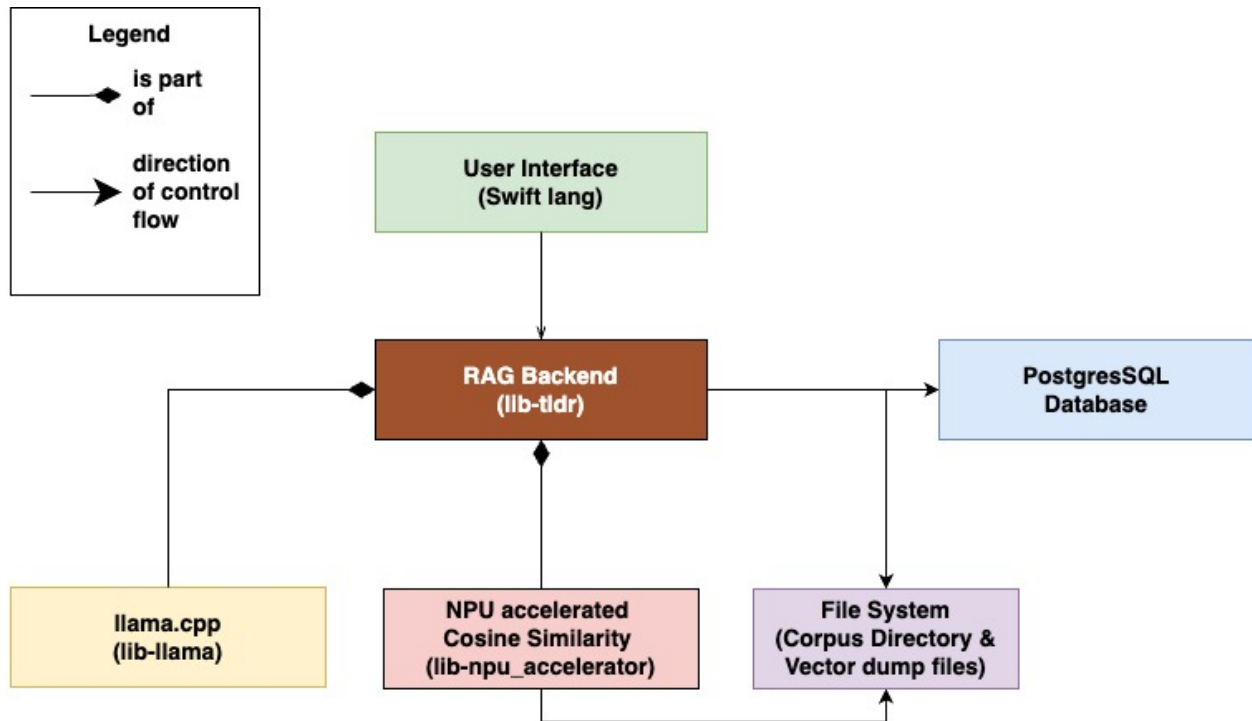 Legend
is part
of
direction
of control
flow
User Interface
(Swift lang)
RAG Backend
(lib-tldr)
PostgresSQL
Database
llama.cpp
(lib-llama)
NPU accelerated
Cosine Similarity
(lib-npu_accelerator)
File System
(Corpus Directory &
Vector dump files)